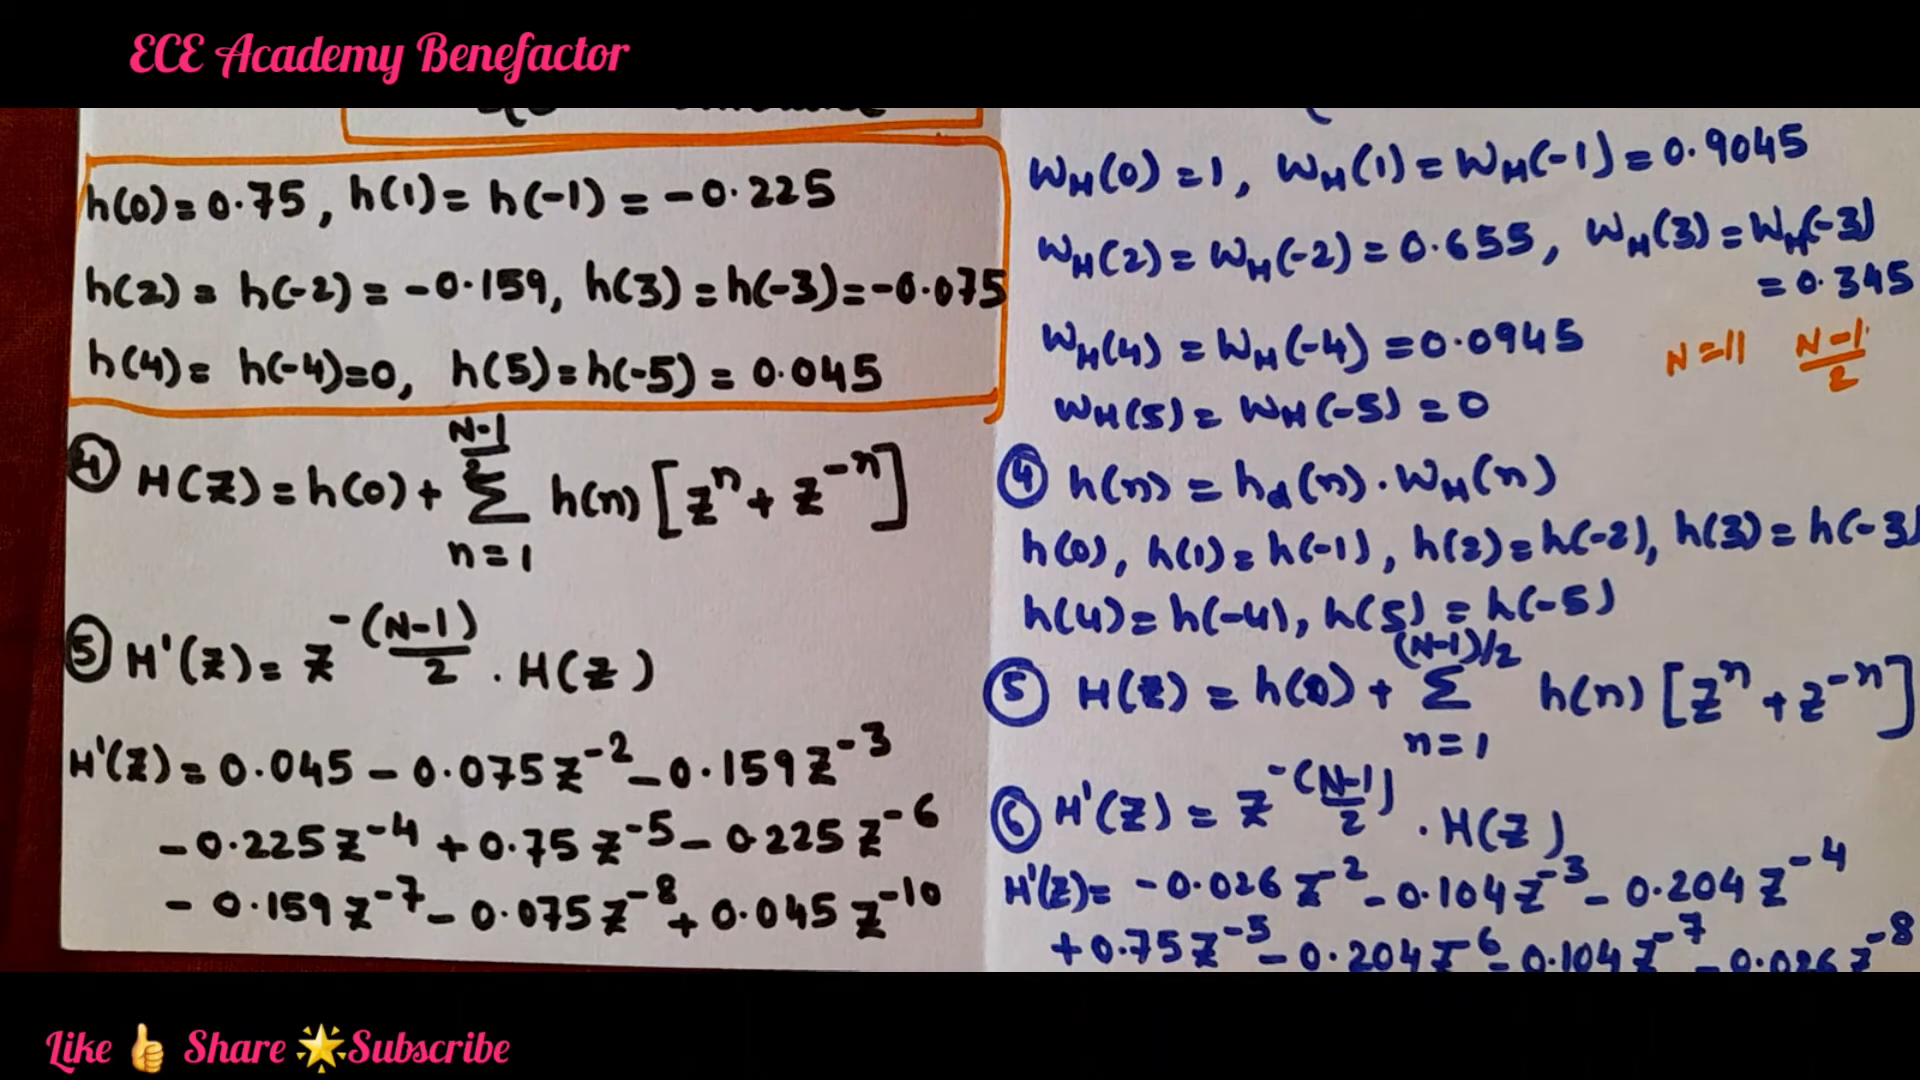 ECE Academy Benefactor
h(0) = 0.75, h(1) = h(-1) = -0.225
h(2) = h(-2) = -0.159, h(3) = h(-3) = -0.075
h(4) = h(-4) = 0, h(5) = h(-5) = 0.045
④ H(Z) = h(0) + Σ_{n=1}^{N-1/2} h(n) [z^n + z^{-n}]
⑤ H'(Z) = z^{-(N-1)/2} . H(z)
H'(Z) = 0.045 - 0.075 z^{-2} - 0.159 z^{-3}
- 0.225 z^{-4} + 0.75 z^{-5} - 0.225 z^{-6}
- 0.159 z^{-7} - 0.075 z^{-8} + 0.045 z^{-10}
W_H(0) = 1, W_H(1) = W_H(-1) = 0.9045
W_H(2) = W_H(-2) = 0.655, W_H(3) = W_H(-3)
= 0.345
W_H(4) = W_H(-4) = 0.0945 N = 11 N-1/2
W_H(5) = W_H(-5) = 0
④ h(n) = h_d(n) . W_H(n)
h(0), h(1) = h(-1), h(2) = h(-2), h(3) = h(-3)
h(4) = h(-4), h(5) = h(-5)
⑤ H(Z) = h(0) + Σ_{n=1}^{(N-1)/2} h(n) [z^n + z^{-n}]
⑥ H'(Z) = z^{-(N-1)/2} . H(z)
H'(z) = -0.026 z^{-2} - 0.104 z^{-3} - 0.204 z^{-4}
+ 0.75 z^{-5} - 0.204 z^{-6} - 0.104 z^{-7} - 0.026 z^{-8}
Like 👍 Share 🌟Subscribe